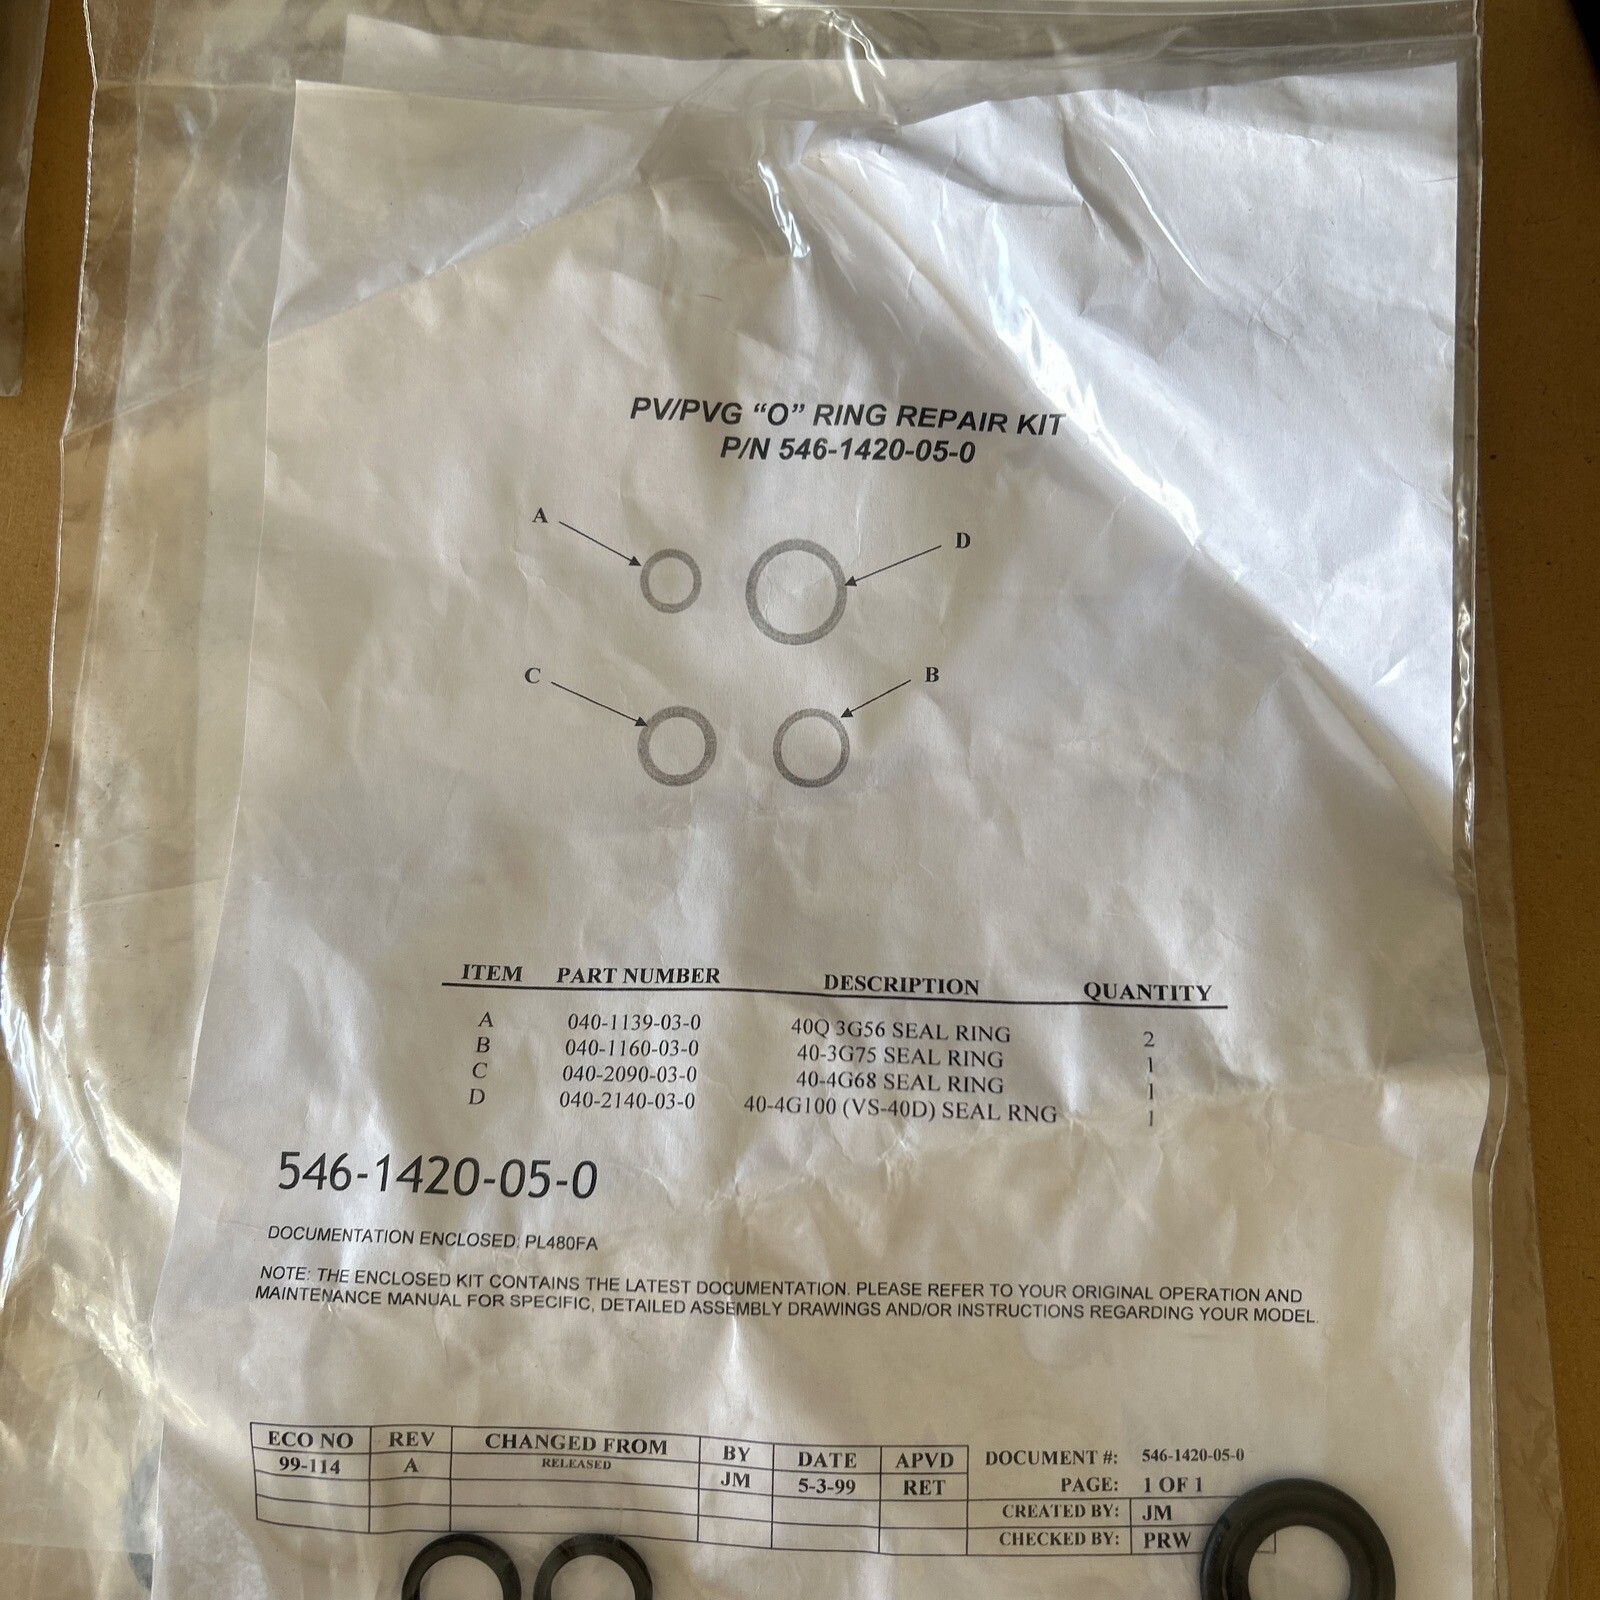 PV/PVG “O” RING REPAIR KIT
P/N 546-1420-05-0
A
D
C
B
ITEM PART NUMBER DESCRIPTION QUANTITY
A 040-1139-03-0 40Q 3G56 SEAL RING 2
B 040-1160-03-0 40-3G75 SEAL RING 1
C 040-2090-03-0 40-4G68 SEAL RING 1
D 040-2140-03-0 40-4G100 (VS-40D) SEAL RNG 1
546-1420-05-0
DOCUMENTATION ENCLOSED: PL480FA
NOTE: THE ENCLOSED KIT CONTAINS THE LATEST DOCUMENTATION. PLEASE REFER TO YOUR ORIGINAL OPERATION AND
MAINTENANCE MANUAL FOR SPECIFIC, DETAILED ASSEMBLY DRAWINGS AND/OR INSTRUCTIONS REGARDING YOUR MODEL.
ECO NO REV CHANGED FROM BY DATE APVD DOCUMENT #: 546-1420-05-0
99-114 A RELEASED JM 5-3-99 RET PAGE: 1 OF 1
CREATED BY: JM
CHECKED BY: PRW